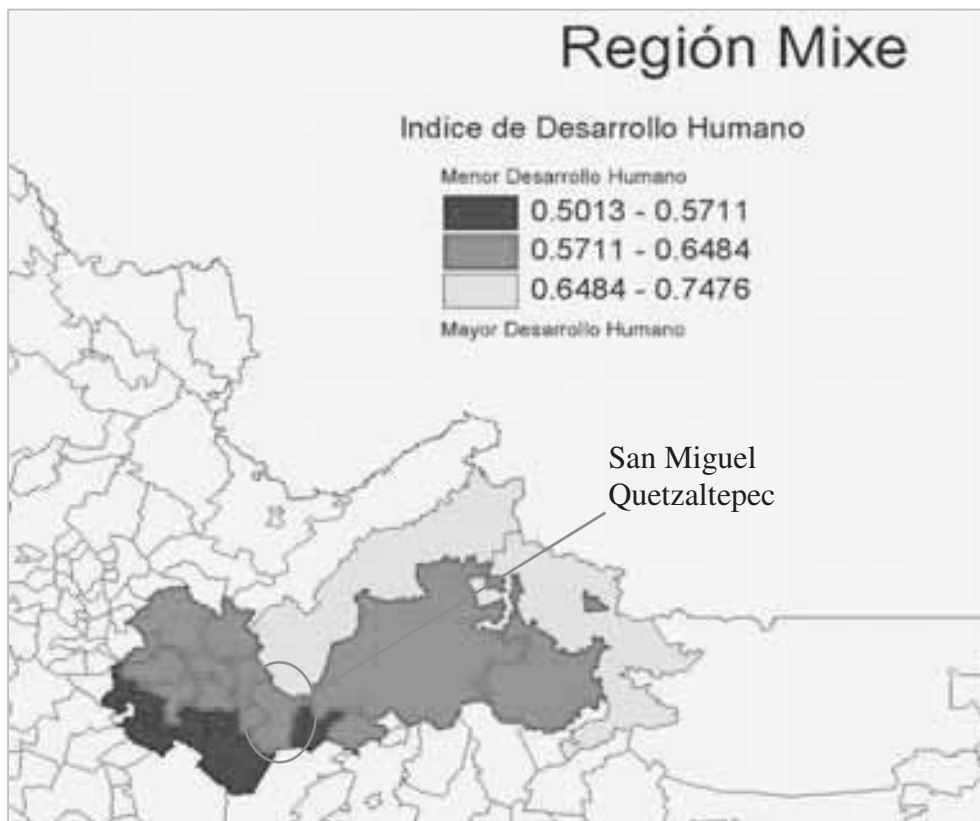 Región Mixe
Indice de Desarrollo Humano
Menor Desarrollo Humano
0.5013 - 0.5711
0.5711 - 0.6484
0.6484 - 0.7476
Mayor Desarrollo Humano
San Miguel
Quetzaltepec